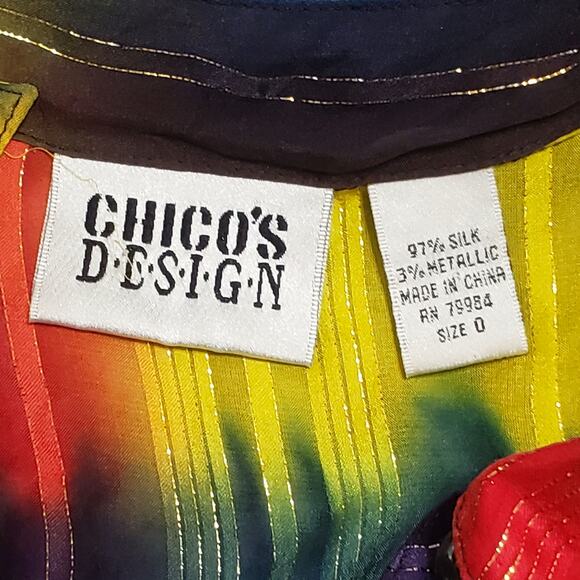 CHICO'S
D·E·S·I·G·N
97% SILK
3% METALLIC
MADE IN CHINA
RN 79984
SIZE 0